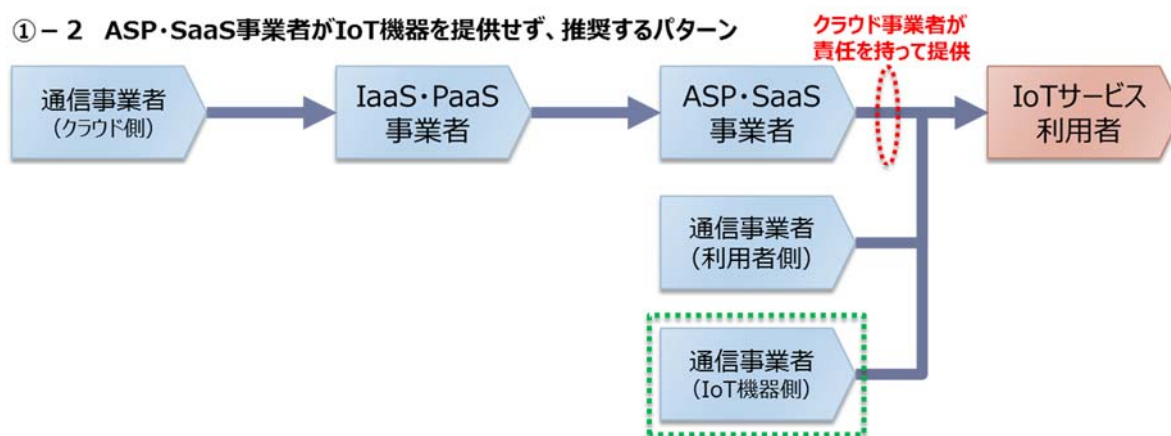 ①－2 ASP･SaaS事業者がIoT機器を提供せず、推奨するパターン
クラウド事業者が
責任を持って提供
通信事業者
(クラウド側)
IaaS･PaaS
事業者
ASP･SaaS
事業者
IoTサービス
利用者
通信事業者
(利用者側)
通信事業者
(IoT機器側)